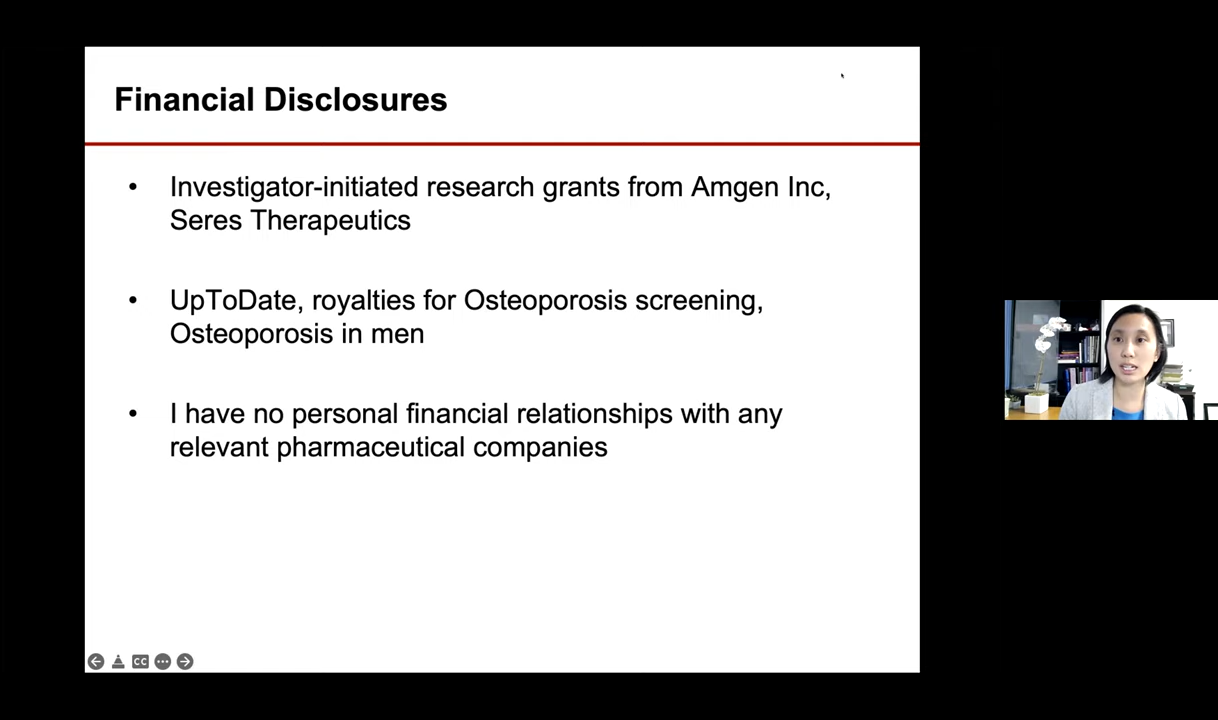 Financial Disclosures
• Investigator-initiated research grants from Amgen Inc,
Seres Therapeutics
• UpToDate, royalties for Osteoporosis screening,
Osteoporosis in men
• I have no personal financial relationships with any
relevant pharmaceutical companies
CC